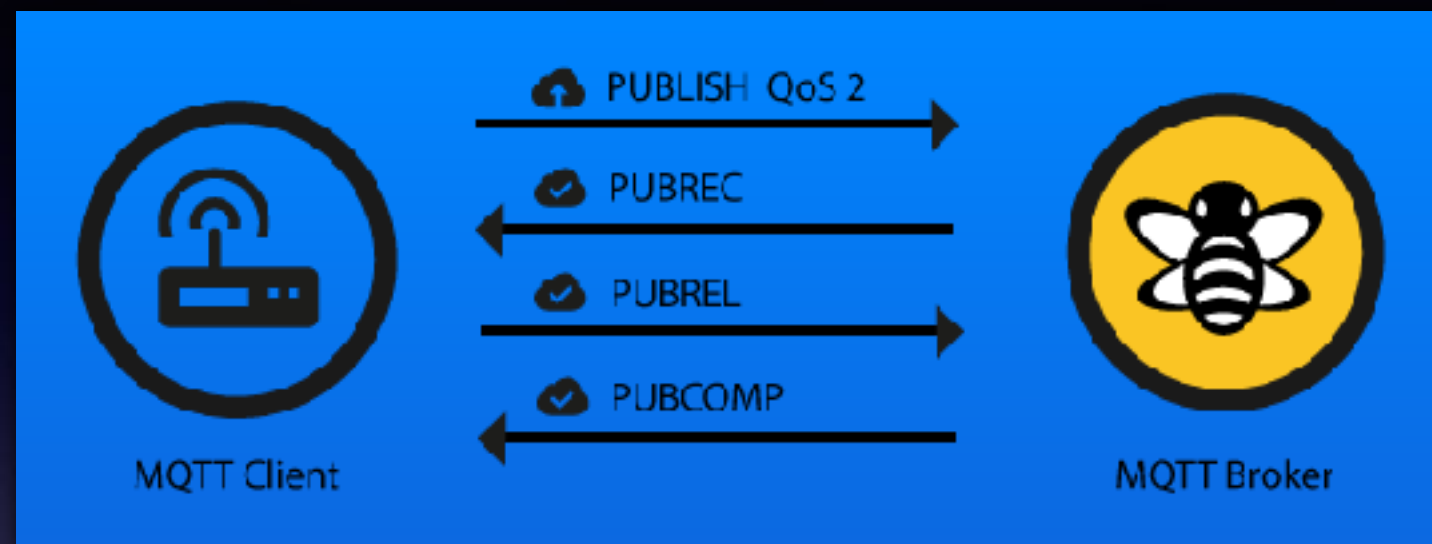 PUBLISH QoS 2
PUBREC
PUBREL
PUBCOMP
MQTT Client
MQTT Broker